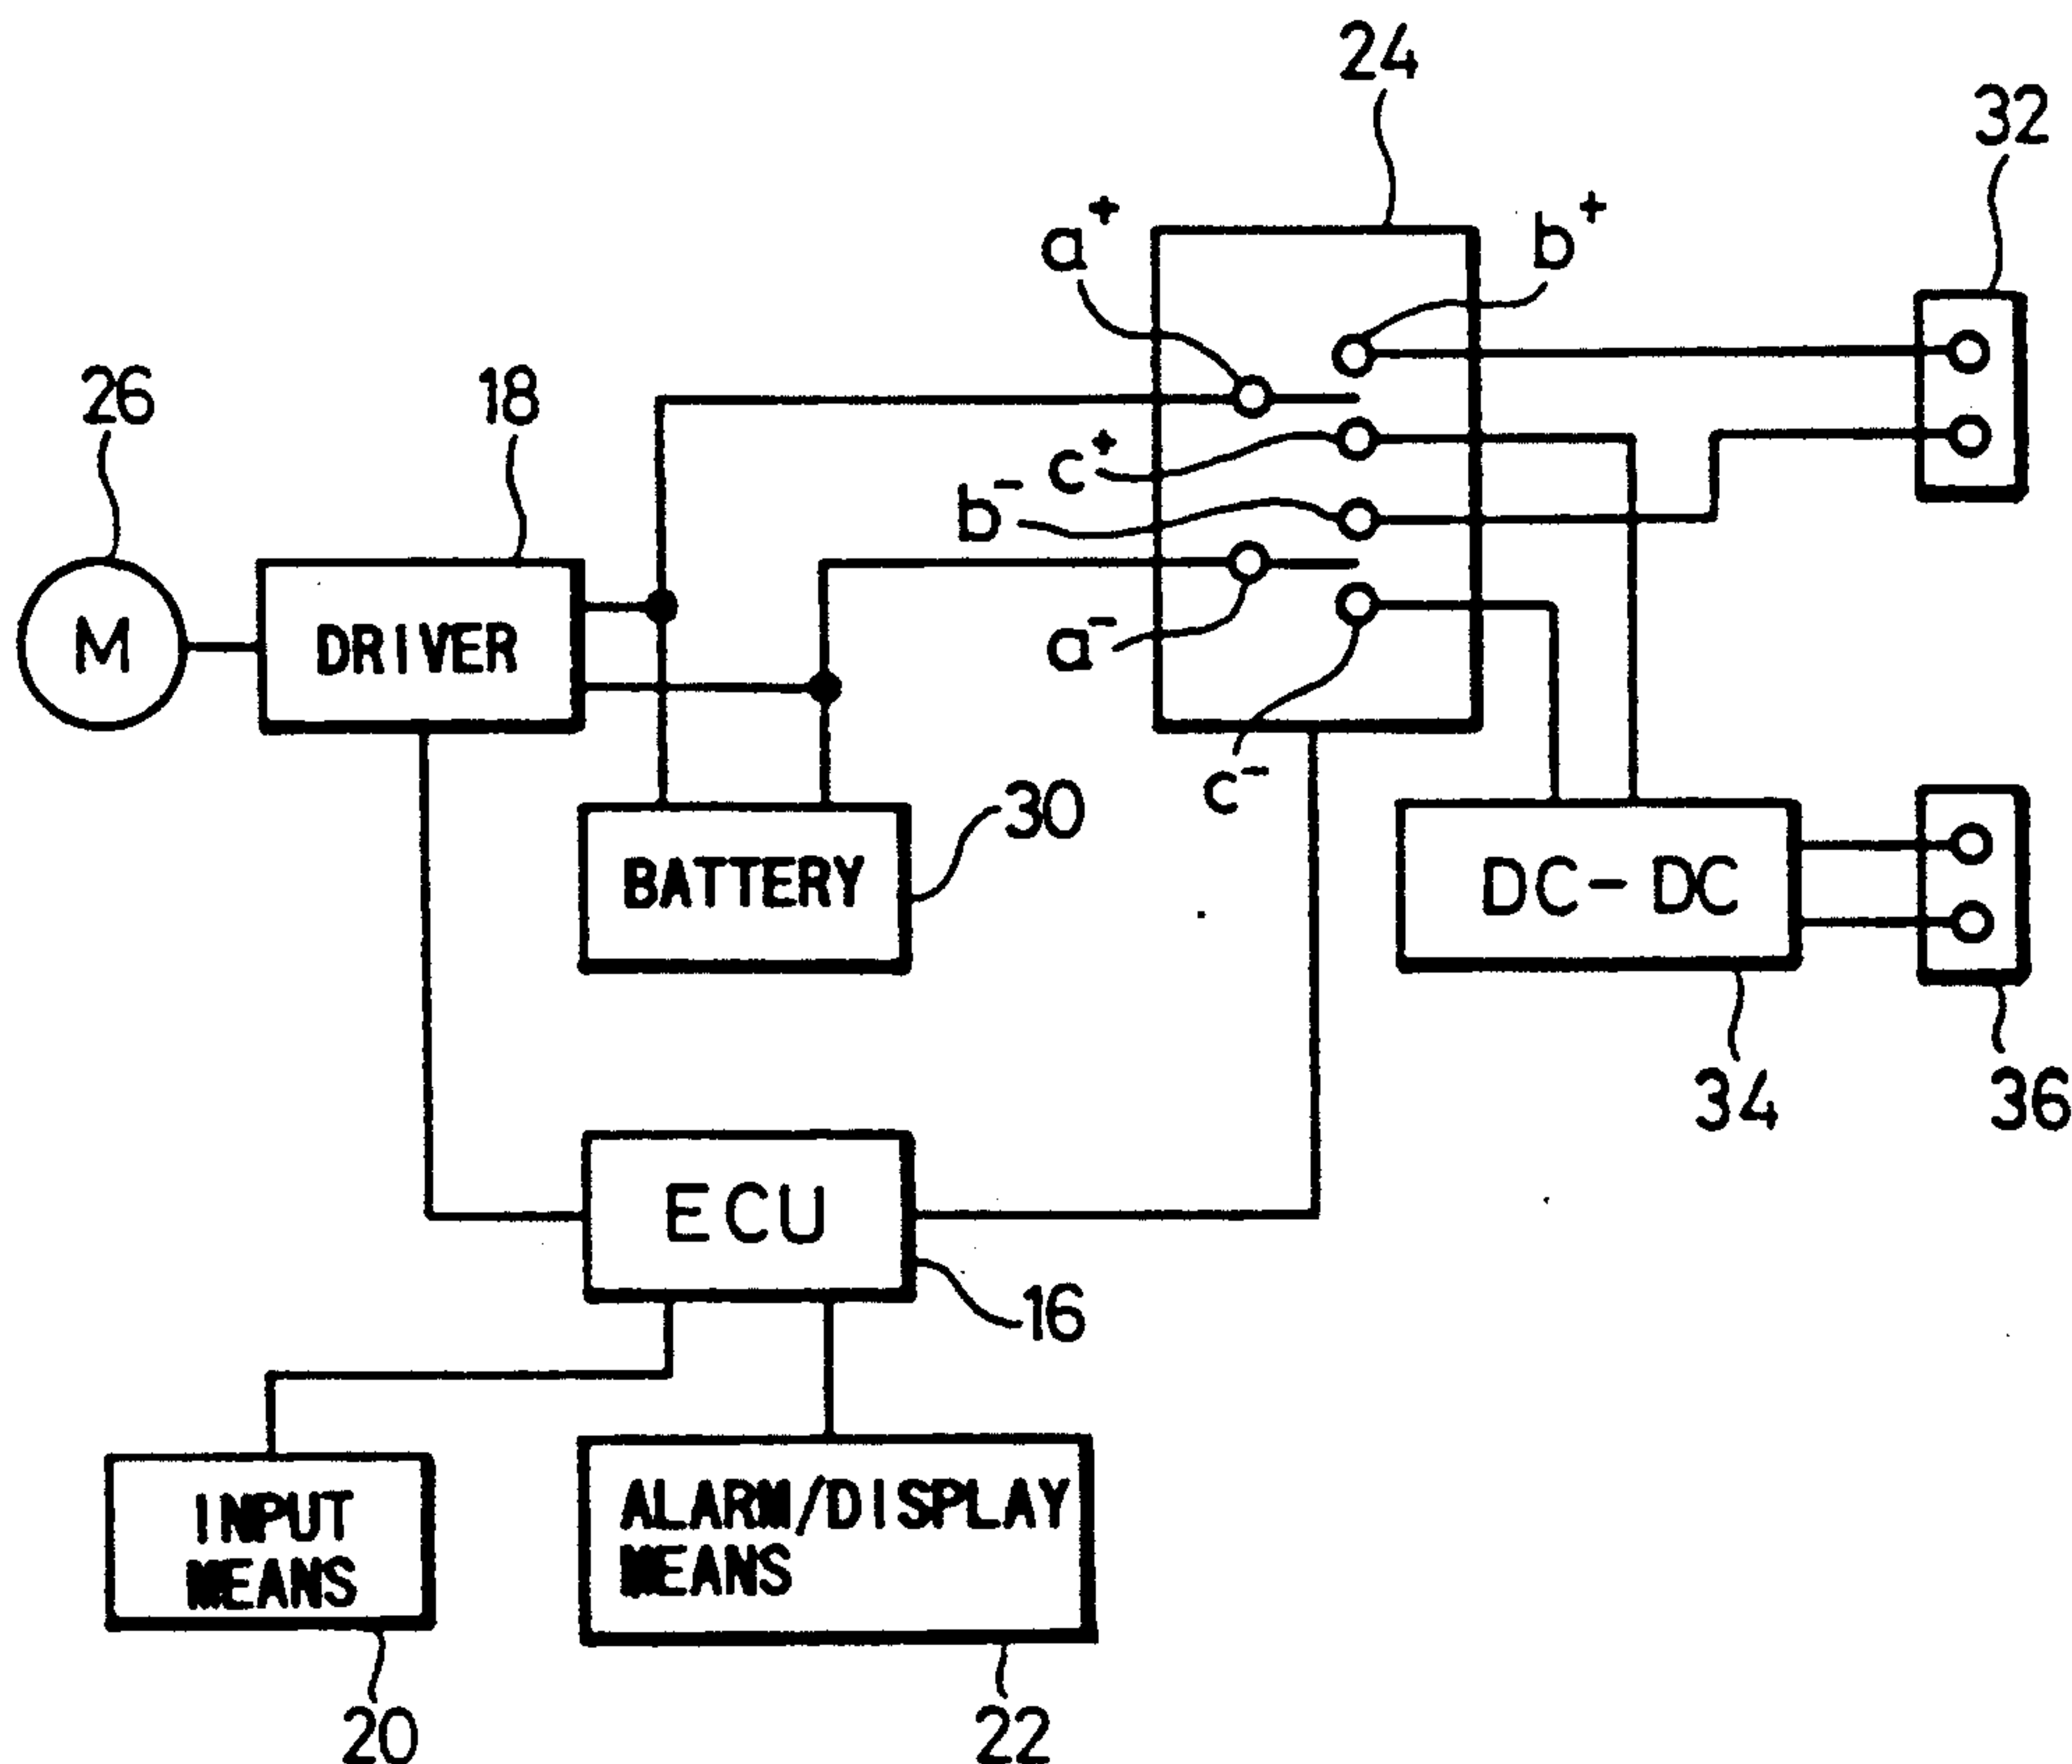 24
32
a+
b+
26
18
c+
b-
M
DRIVER
a-
c-
30
BATTERY
DC-DC
34
36
ECU
16
INPUT
MEANS
ALARM/DISPLAY
MEANS
20
22